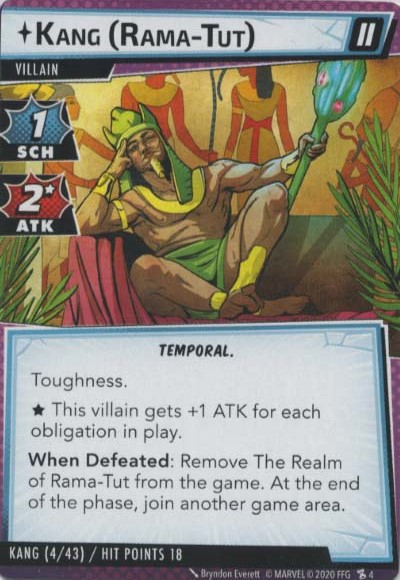 KANG (RAMA-TUT)
II
VILLAIN
1
SCH
2★
ATK
TEMPORAL.
Toughness.
★ This villain gets +1 ATK for each
obligation in play.
When Defeated: Remove The Realm
of Rama-Tut from the game. At the end
of the phase, join another game area.
KANG (4/43) / HIT POINTS 18
Bryndon Everett © MARVEL © 2020 FFG 4